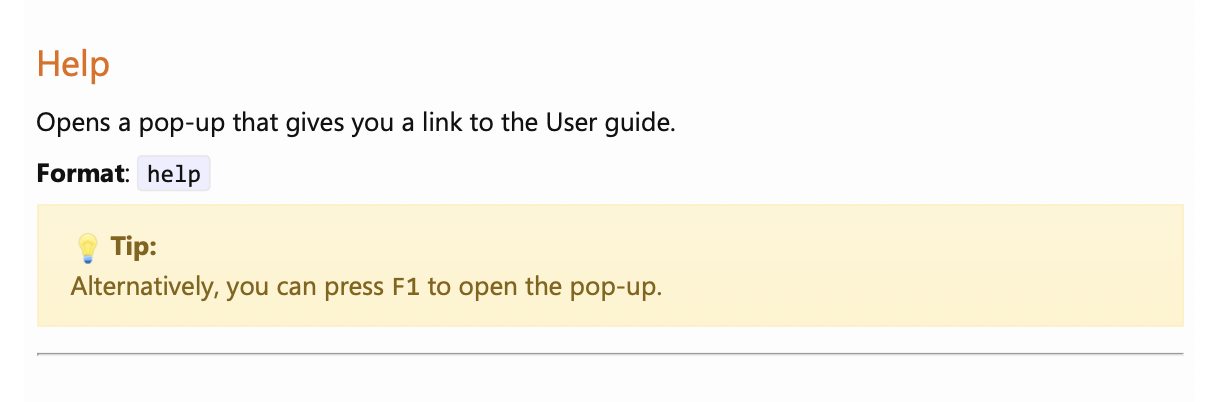 Help
Opens a pop-up that gives you a link to the User guide.
Format: help
💡 Tip:
Alternatively, you can press F1 to open the pop-up.